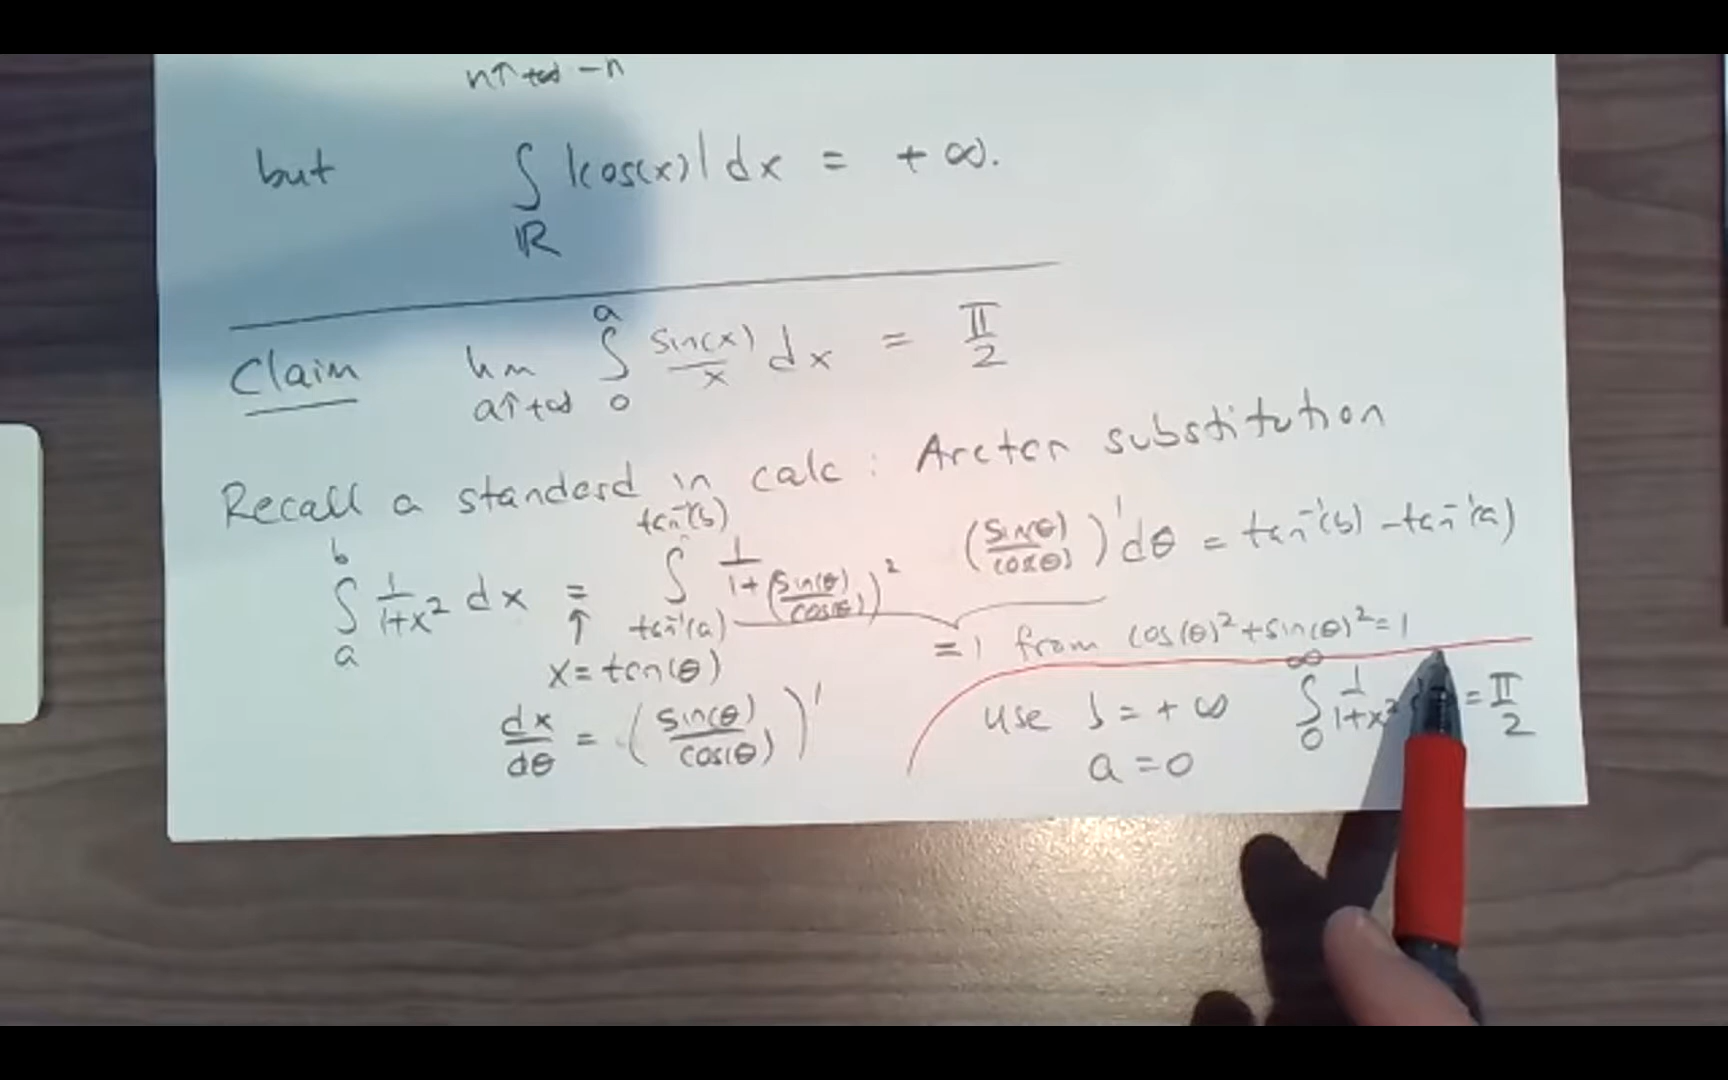 n↑+∞ -n
but ∫_ℝ |cos(x)| dx = +∞.
Claim lim_{a↑+∞} ∫_0^a sin(x)/x dx = π/2
Recall a standard in calc : Arctan substitution
∫_a^b 1/(1+x²) dx = ∫_{tan⁻¹(a)}^{tan⁻¹(b)} 1/(1+(sin(θ)/cos(θ))²) (sin(θ)/cos(θ))' dθ = tan⁻¹(b) - tan⁻¹(a)
↑
x = tan(θ)
= 1 from cos(θ)²+sin(θ)²=1
dx/dθ = (sin(θ)/cos(θ))'
use b = +∞
a = 0
∫_0^∞ 1/(1+x²) = π/2